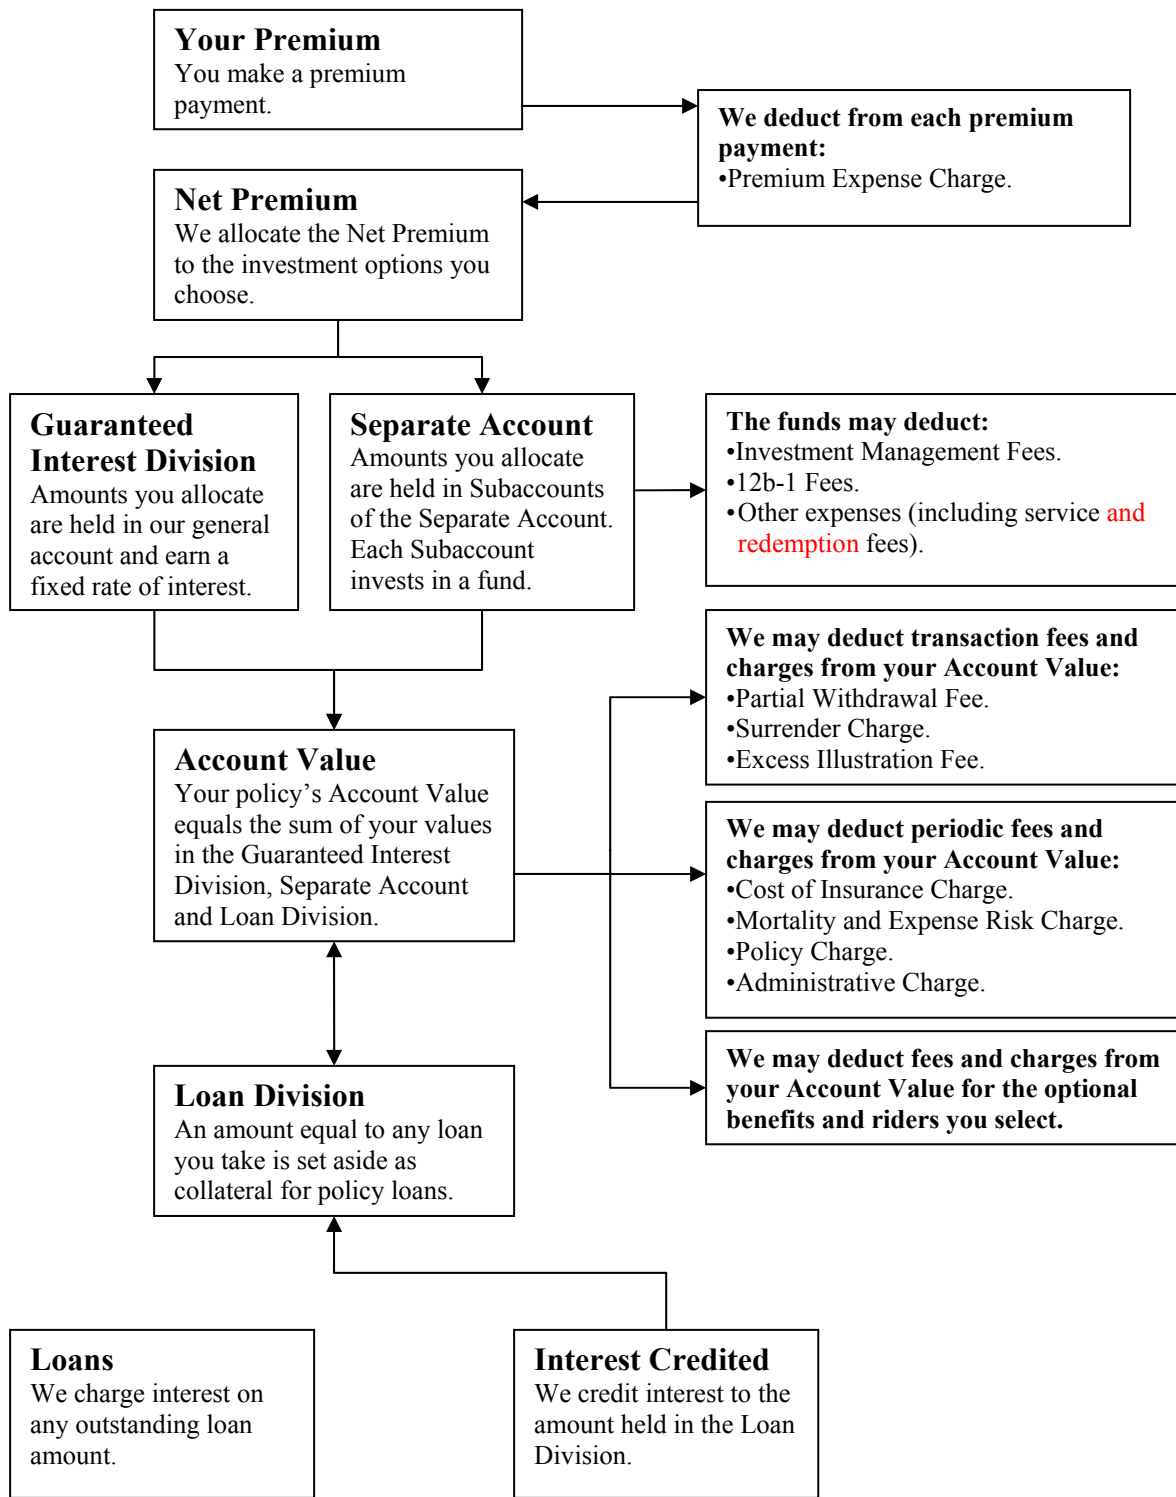 Your Premium
You make a premium
payment.
We deduct from each premium
payment:
•Premium Expense Charge.
Net Premium
We allocate the Net Premium
to the investment options you
choose.
Guaranteed
Interest Division
Amounts you allocate
are held in our general
account and earn a
fixed rate of interest.
Separate Account
Amounts you allocate
are held in Subaccounts
of the Separate Account.
Each Subaccount
invests in a fund.
The funds may deduct:
•Investment Management Fees.
•12b-1 Fees.
•Other expenses (including service and
redemption fees).
We may deduct transaction fees and
charges from your Account Value:
•Partial Withdrawal Fee.
•Surrender Charge.
•Excess Illustration Fee.
Account Value
Your policy’s Account Value
equals the sum of your values
in the Guaranteed Interest
Division, Separate Account
and Loan Division.
We may deduct periodic fees and
charges from your Account Value:
•Cost of Insurance Charge.
•Mortality and Expense Risk Charge.
•Policy Charge.
•Administrative Charge.
We may deduct fees and charges from
your Account Value for the optional
benefits and riders you select.
Loan Division
An amount equal to any loan
you take is set aside as
collateral for policy loans.
Loans
We charge interest on
any outstanding loan
amount.
Interest Credited
We credit interest to the
amount held in the Loan
Division.